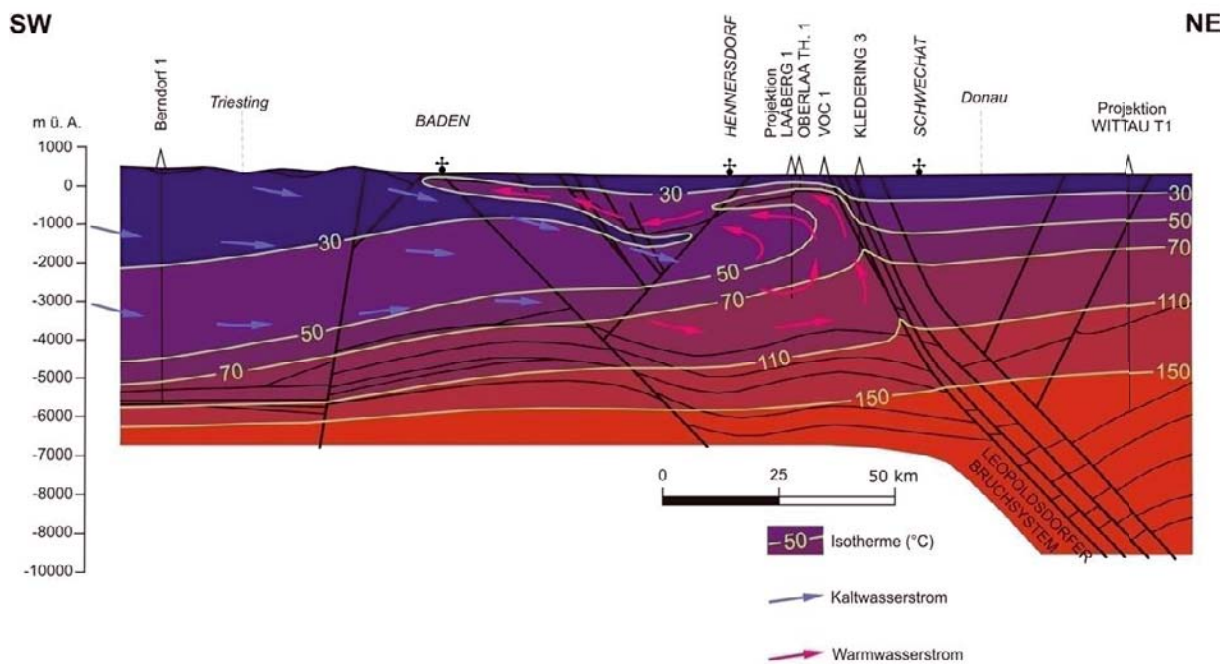 SW
NE
m ü. A.
Berndorf 1
Triesting
BADEN
HENNERSDORF
Projektion
LAABERG 1
OBERLAA TH. 1
VOC 1
KLEDERING 3
SCHWECHAT
Donau
Projektion
WITTAU T1
1000
0
-1000
-2000
-3000
-4000
-5000
-6000
-7000
-8000
-9000
-10000
30
50
70
30
50
70
110
150
30
50
70
110
150
LEOPOLDSDORFER
BRUCHSYSTEM
0
25
50 km
50
Isotherme (°C)
Kaltwasserstrom
Warmwasserstrom